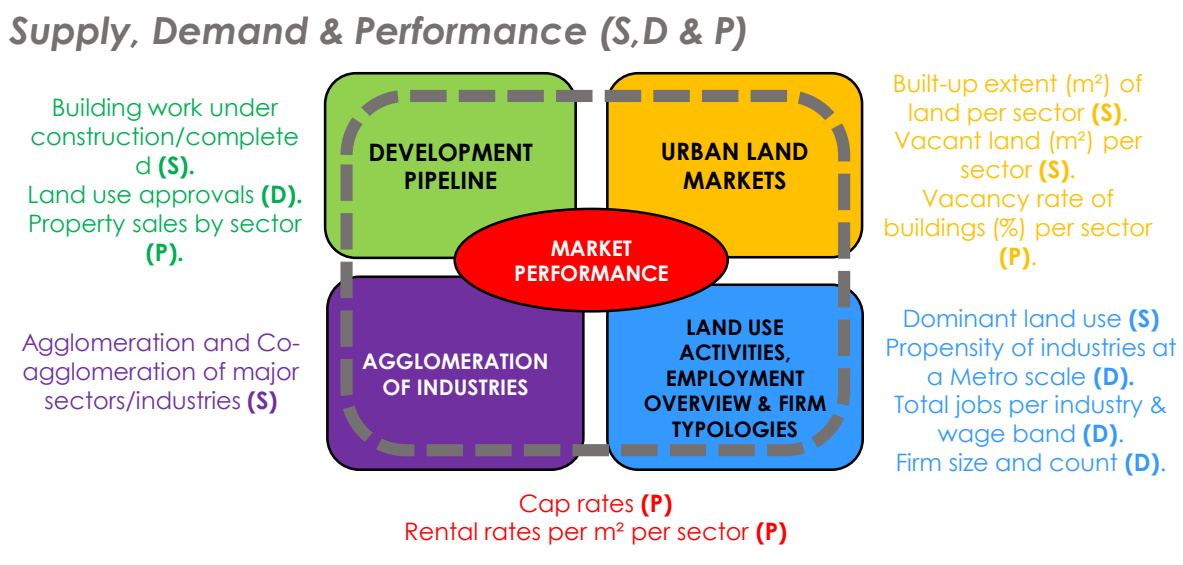 Supply, Demand & Performance (S,D & P)
Building work under
construction/complete
d (S).
Land use approvals (D).
Property sales by sector
(P).
DEVELOPMENT
PIPELINE
URBAN LAND
MARKETS
Built-up extent (m²) of
land per sector (S).
Vacant land (m²) per
sector (S).
Vacancy rate of
buildings (%) per sector
(P).
MARKET
PERFORMANCE
Agglomeration and Co-
agglomeration of major
sectors/industries (S)
AGGLOMERATION
OF INDUSTRIES
LAND USE
ACTIVITIES,
EMPLOYMENT
OVERVIEW & FIRM
TYPOLOGIES
Dominant land use (S)
Propensity of industries at
a Metro scale (D).
Total jobs per industry &
wage band (D).
Firm size and count (D).
Cap rates (P)
Rental rates per m² per sector (P)